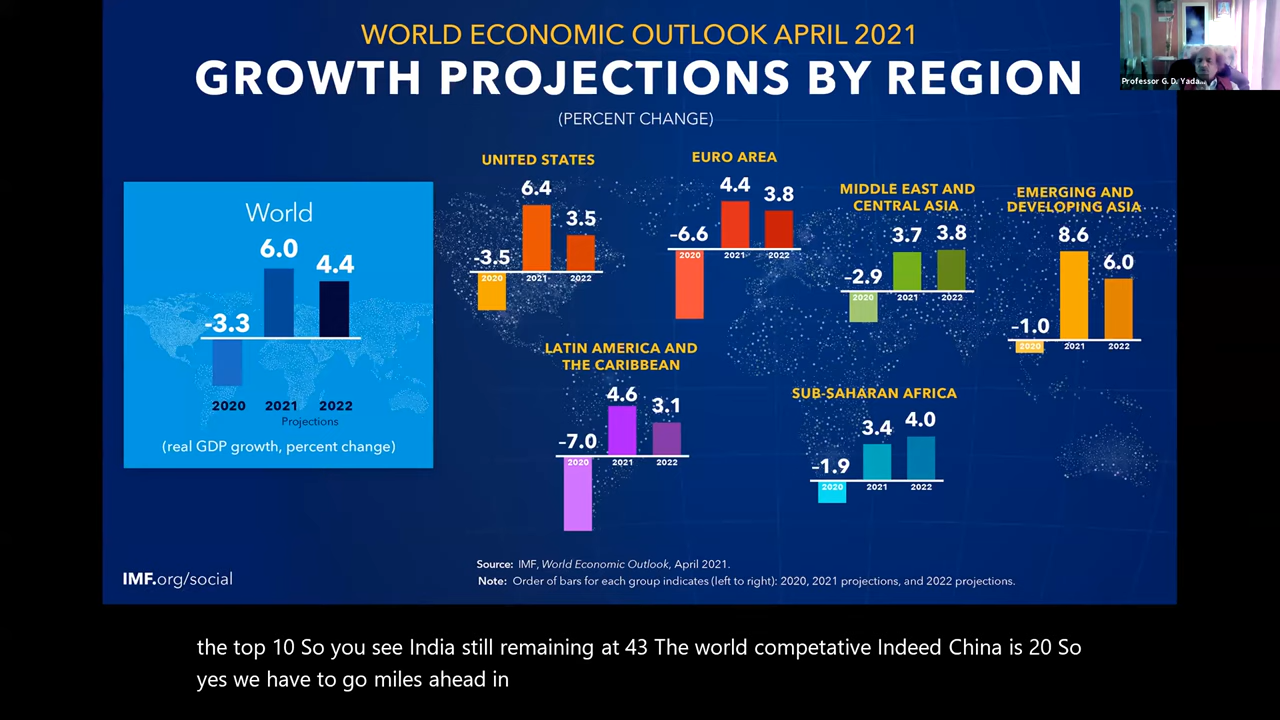 WORLD ECONOMIC OUTLOOK APRIL 2021
GROWTH PROJECTIONS BY REGION
(PERCENT CHANGE)
Professor G. D. Yada...
World
6.0
4.4
-3.3
2020 2021 2022
Projections
(real GDP growth, percent change)
UNITED STATES
6.4
3.5
-3.5
2020 2021 2022
EURO AREA
4.4
3.8
-6.6
2020 2021 2022
MIDDLE EAST AND
CENTRAL ASIA
3.7 3.8
-2.9
2020 2021 2022
EMERGING AND
DEVELOPING ASIA
8.6
6.0
-1.0
2020 2021 2022
LATIN AMERICA AND
THE CARIBBEAN
4.6
3.1
-7.0
2020 2021 2022
SUB-SAHARAN AFRICA
3.4 4.0
-1.9
2020 2021 2022
Source: IMF, World Economic Outlook, April 2021.
Note: Order of bars for each group indicates (left to right): 2020, 2021 projections, and 2022 projections.
IMF.org/social
the top 10 So you see India still remaining at 43 The world competative Indeed China is 20 So
yes we have to go miles ahead in